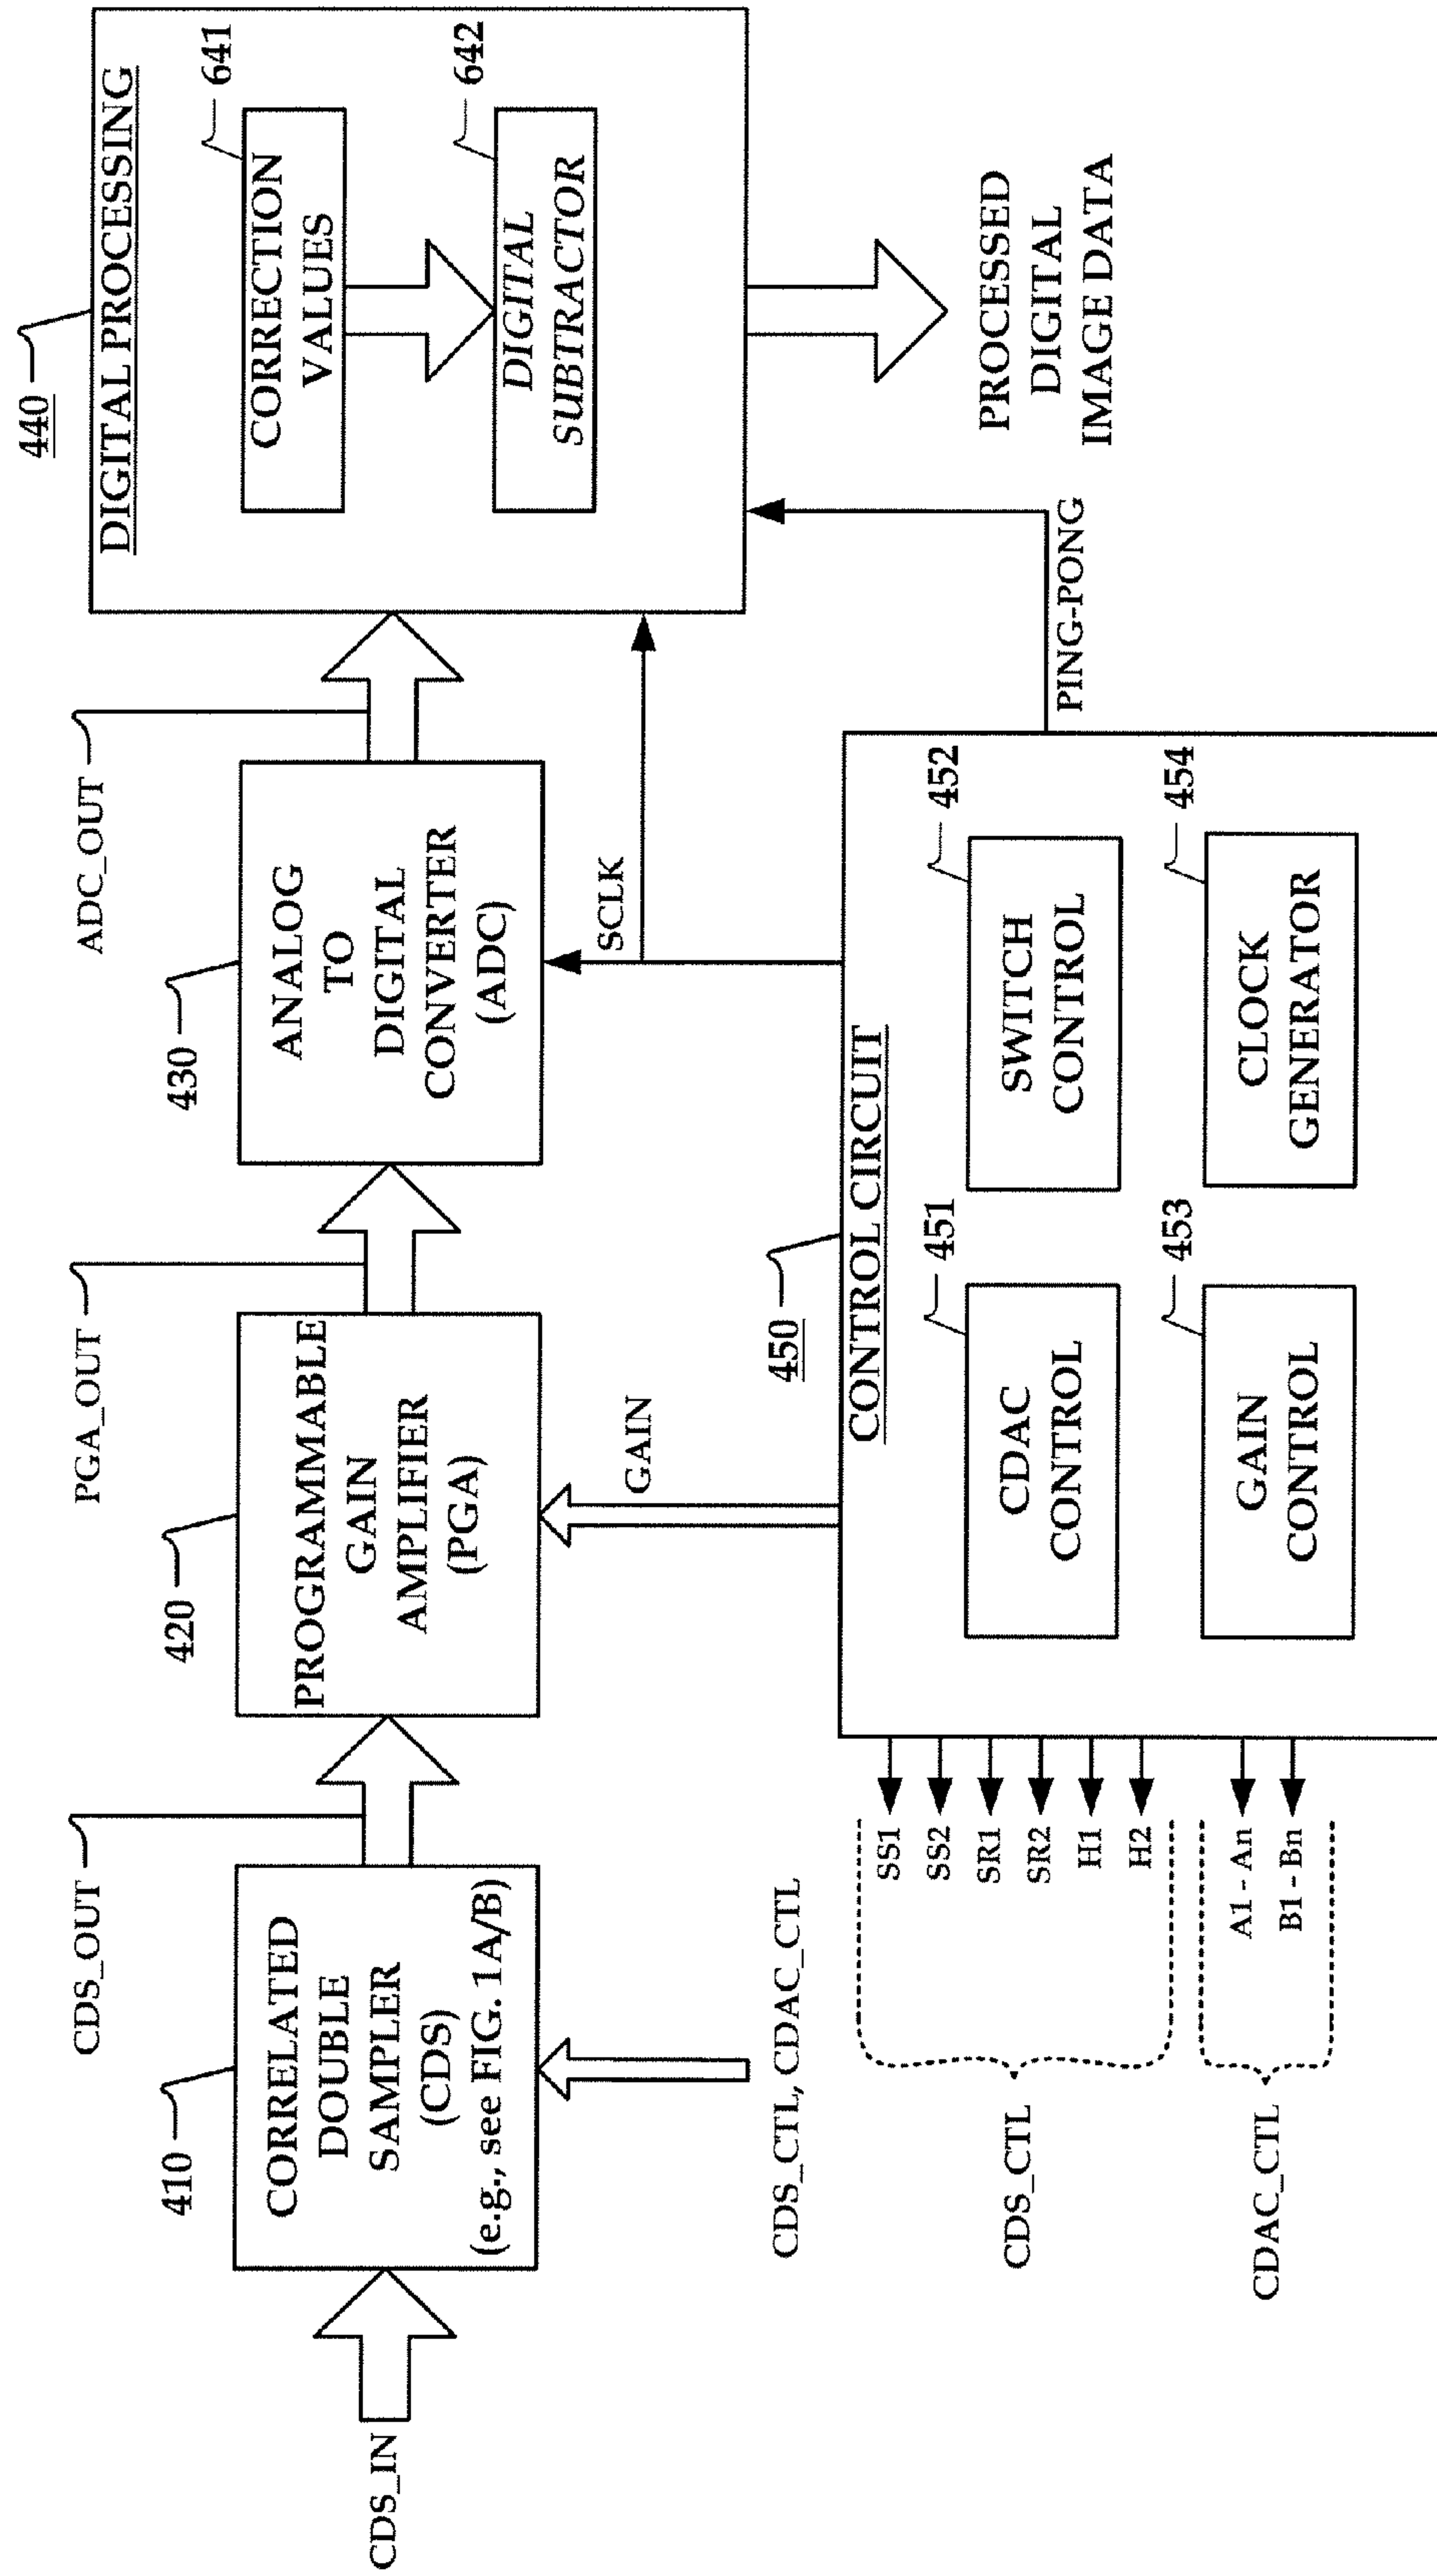 CDS_IN
410
CORRELATED
DOUBLE
SAMPLER
(CDS)
(e.g., see FIG. 1A/B)
CDS_OUT
420
PROGRAMMABLE
GAIN
AMPLIFIER
(PGA)
PGA_OUT
430
ANALOG
TO
DIGITAL
CONVERTER
(ADC)
ADC_OUT
440
DIGITAL PROCESSING
CORRECTION
VALUES
641
DIGITAL
SUBTRACTOR
642
CDS_CTL, CDAC_CTL
GAIN
SCLK
PING-PONG
PROCESSED
DIGITAL
IMAGE DATA
450
CONTROL CIRCUIT
CDAC
CONTROL
451
SWITCH
CONTROL
452
GAIN
CONTROL
453
CLOCK
GENERATOR
454
SS1
SS2
SR1
SR2
H1
H2
CDS_CTL
A1 - An
B1 - Bn
CDAC_CTL